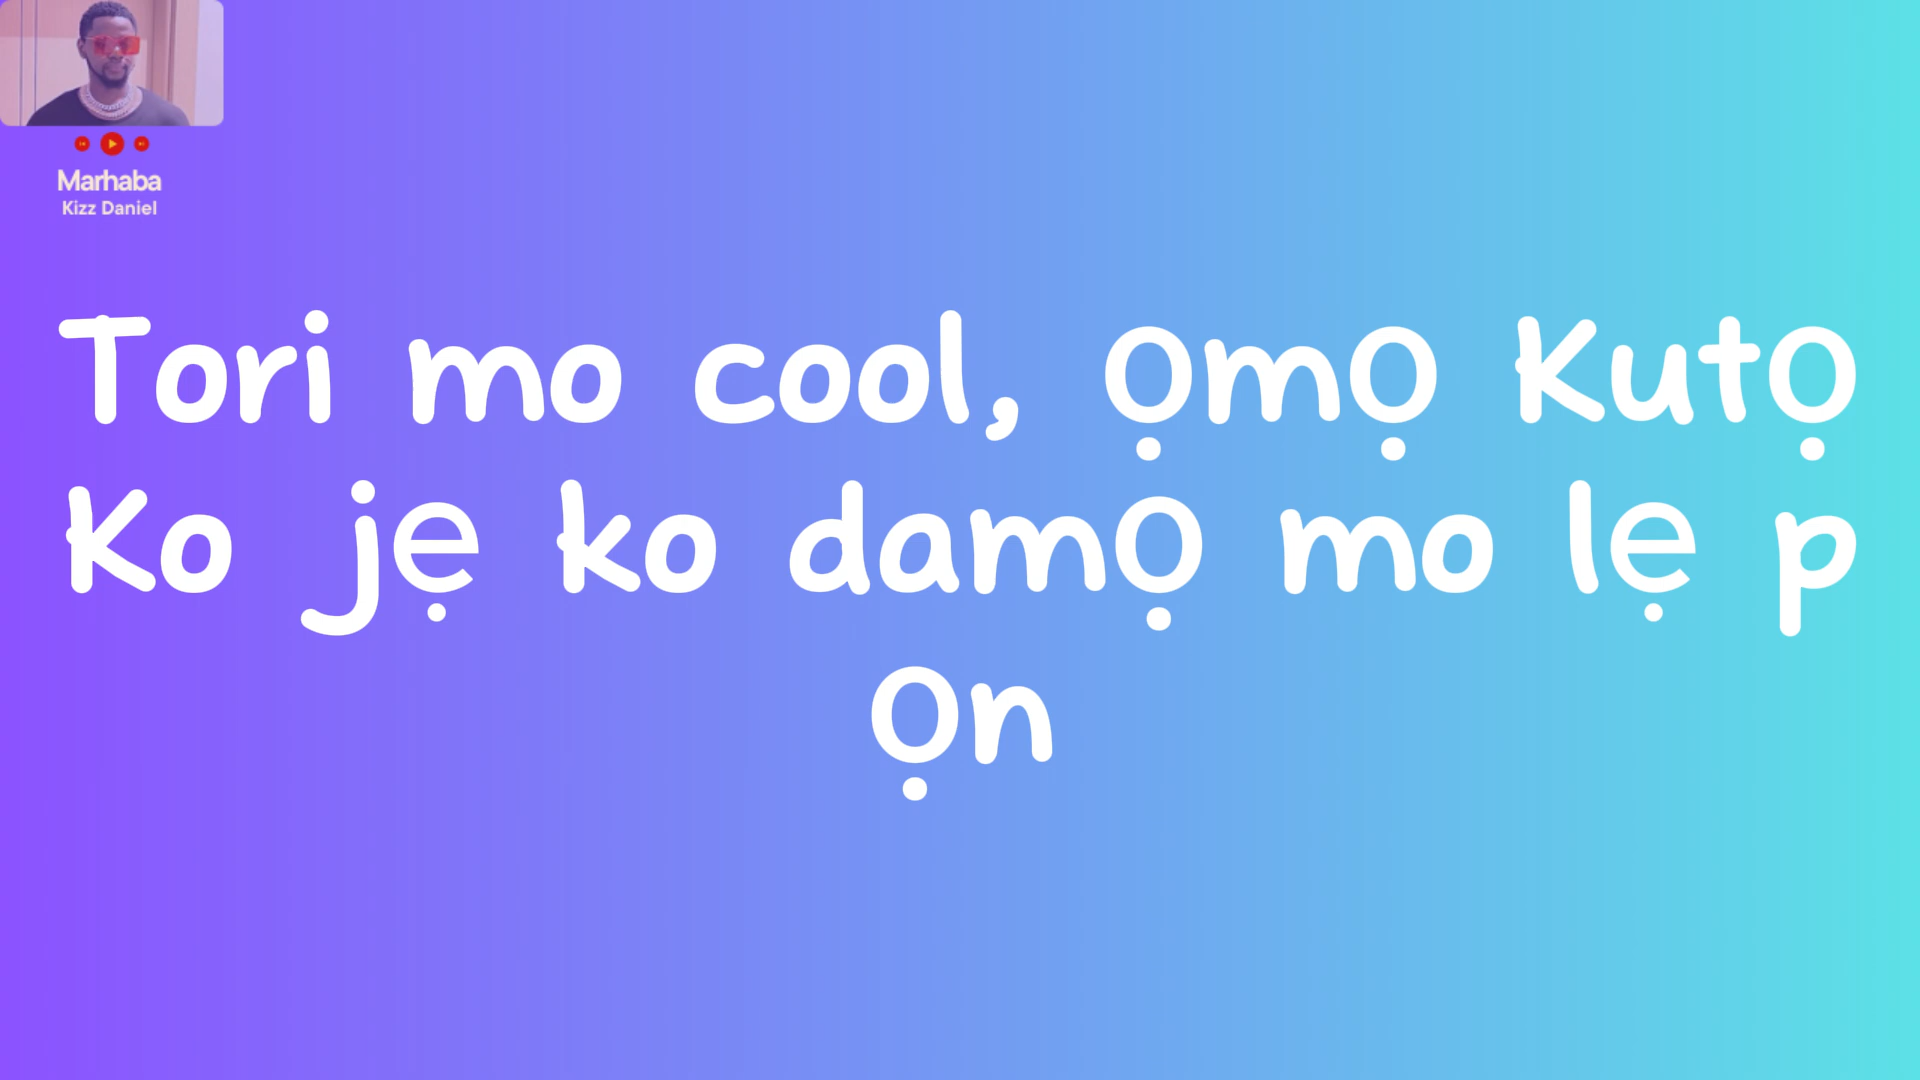 Marhaba
Kizz Daniel
Tori mo cool, ọmọ Kutọ
Ko jẹ ko damọ mo lẹ p
ọn